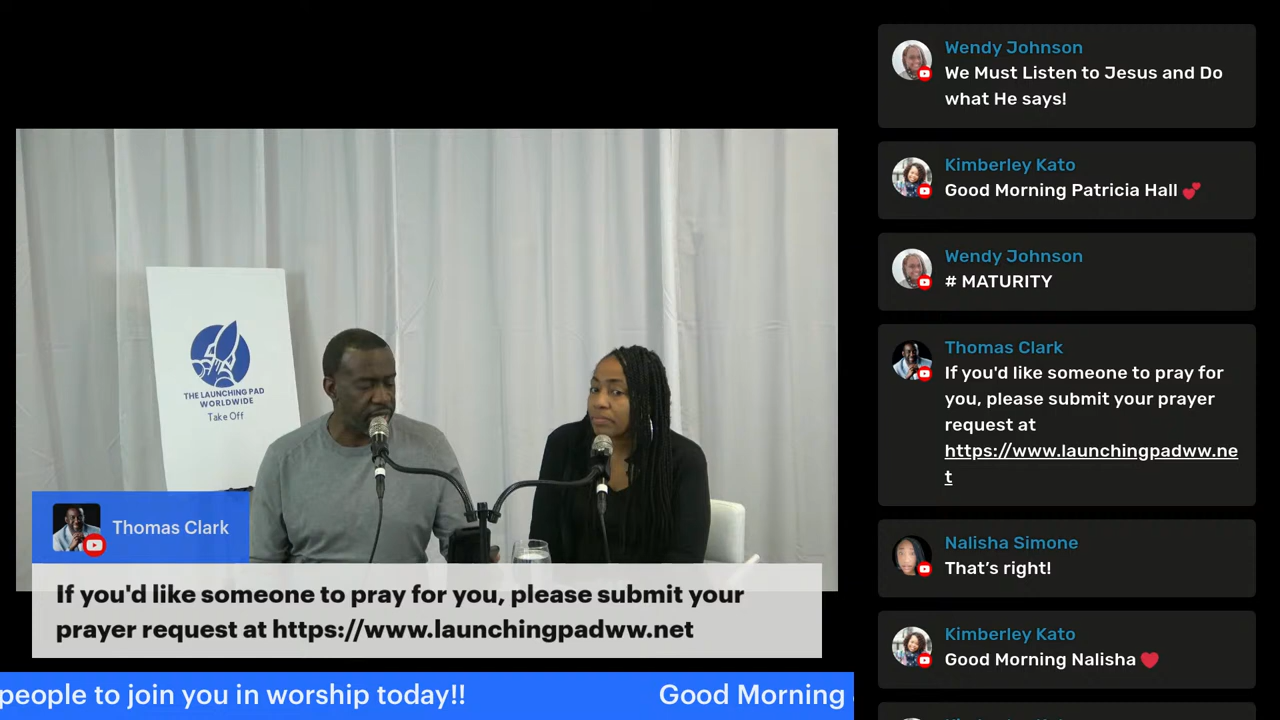 THE LAUNCHING PAD
WORLDWIDE
Take Off
Thomas Clark
If you'd like someone to pray for you, please submit your
prayer request at https://www.launchingpadww.net
people to join you in worship today!!
Good Morning
Wendy Johnson
We Must Listen to Jesus and Do
what He says!
Kimberley Kato
Good Morning Patricia Hall 💕
Wendy Johnson
# MATURITY
Thomas Clark
If you'd like someone to pray for
you, please submit your prayer
request at
https://www.launchingpadww.ne
t
Nalisha Simone
That’s right!
Kimberley Kato
Good Morning Nalisha ❤️